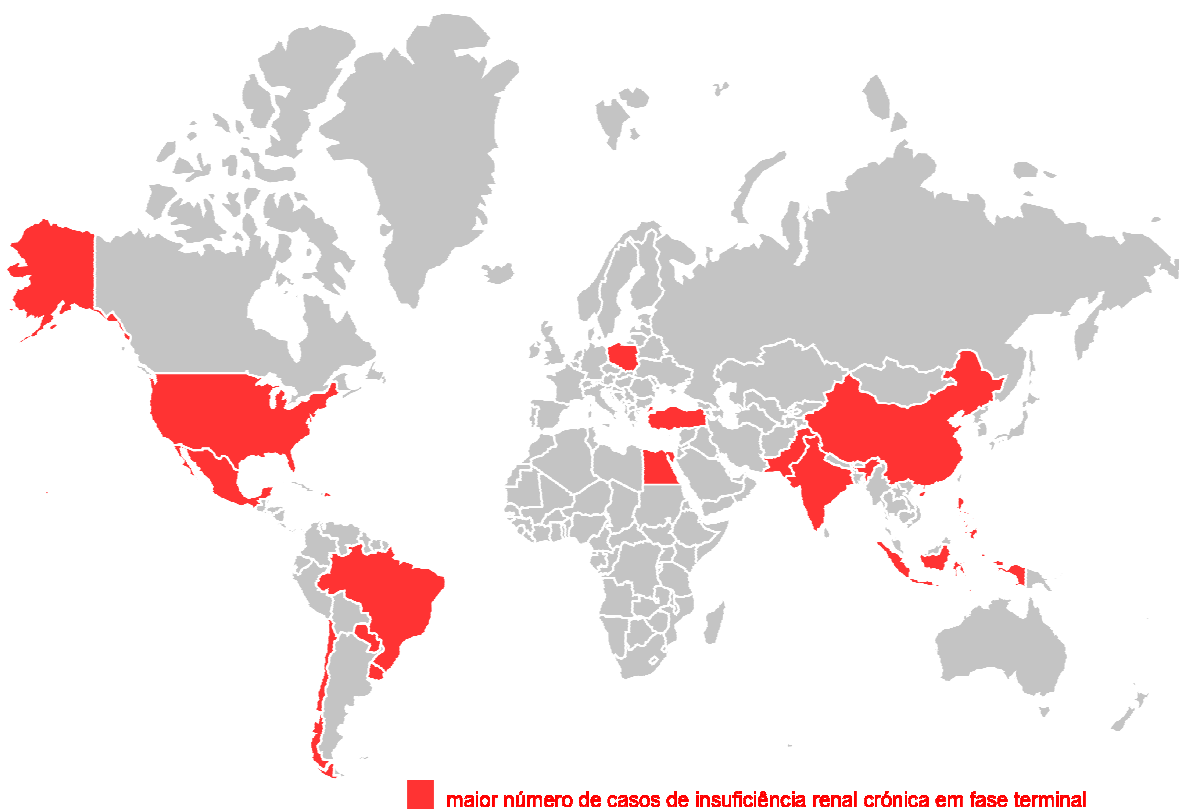 maior número de casos de insuficiência renal crónica em fase terminal